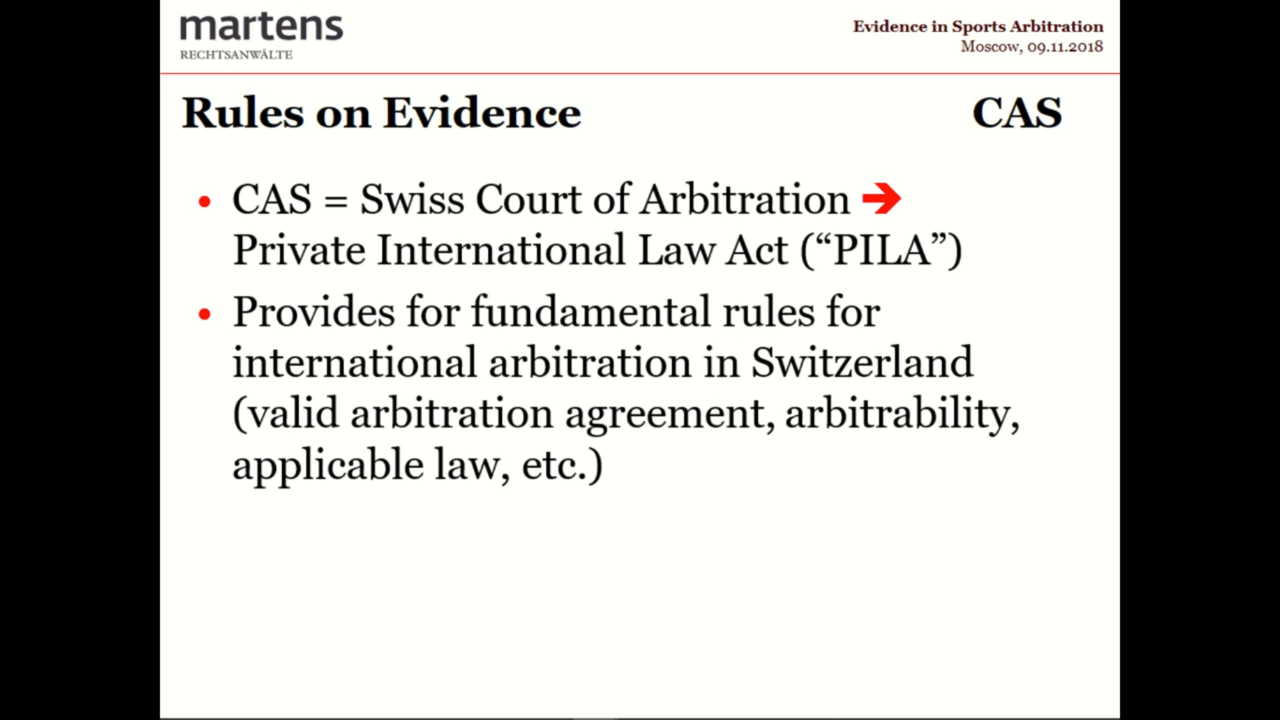 martens
RECHTSANWÄLTE
Evidence in Sports Arbitration
Moscow, 09.11.2018
Rules on Evidence CAS
• CAS = Swiss Court of Arbitration ➔
Private International Law Act (“PILA”)
• Provides for fundamental rules for
international arbitration in Switzerland
(valid arbitration agreement, arbitrability,
applicable law, etc.)